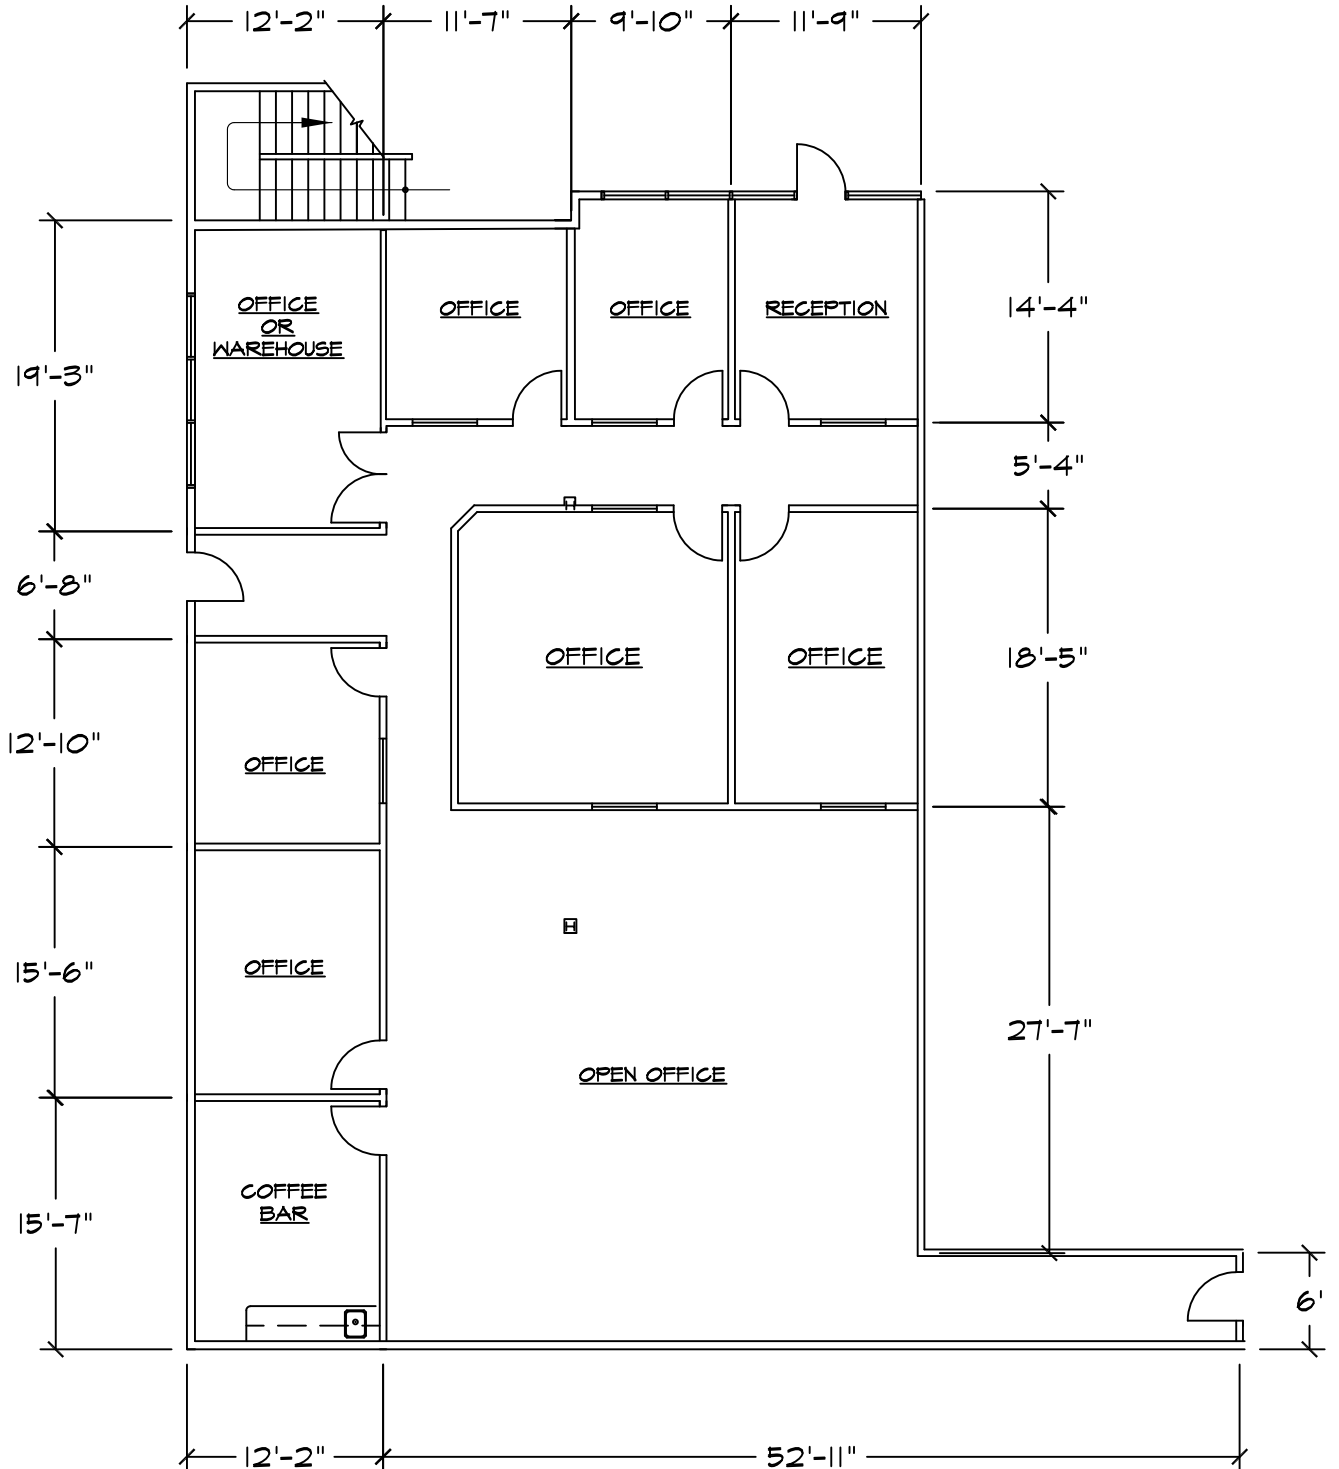 12'-2" 11'-7" 9'-10" 11'-9"
OFFICE
OR
WAREHOUSE
OFFICE
OFFICE
RECEPTION
14'-4"
19'-3"
5'-4"
6'-8"
OFFICE
OFFICE
18'-5"
12'-10"
OFFICE
15'-6"
OFFICE
27'-7"
OPEN OFFICE
COFFEE
BAR
15'-7"
6'
12'-2" 52'-11"